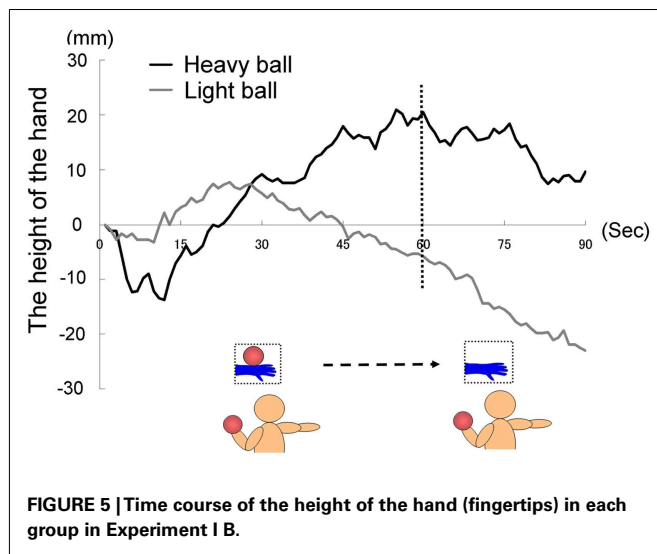 (mm)
30
Heavy ball
Light ball
20
10
0
-10
-20
-30
The height of the hand
0 15 30 45 60 75 90
(Sec)
FIGURE 5 | Time course of the height of the hand (fingertips) in each
group in Experiment I B.